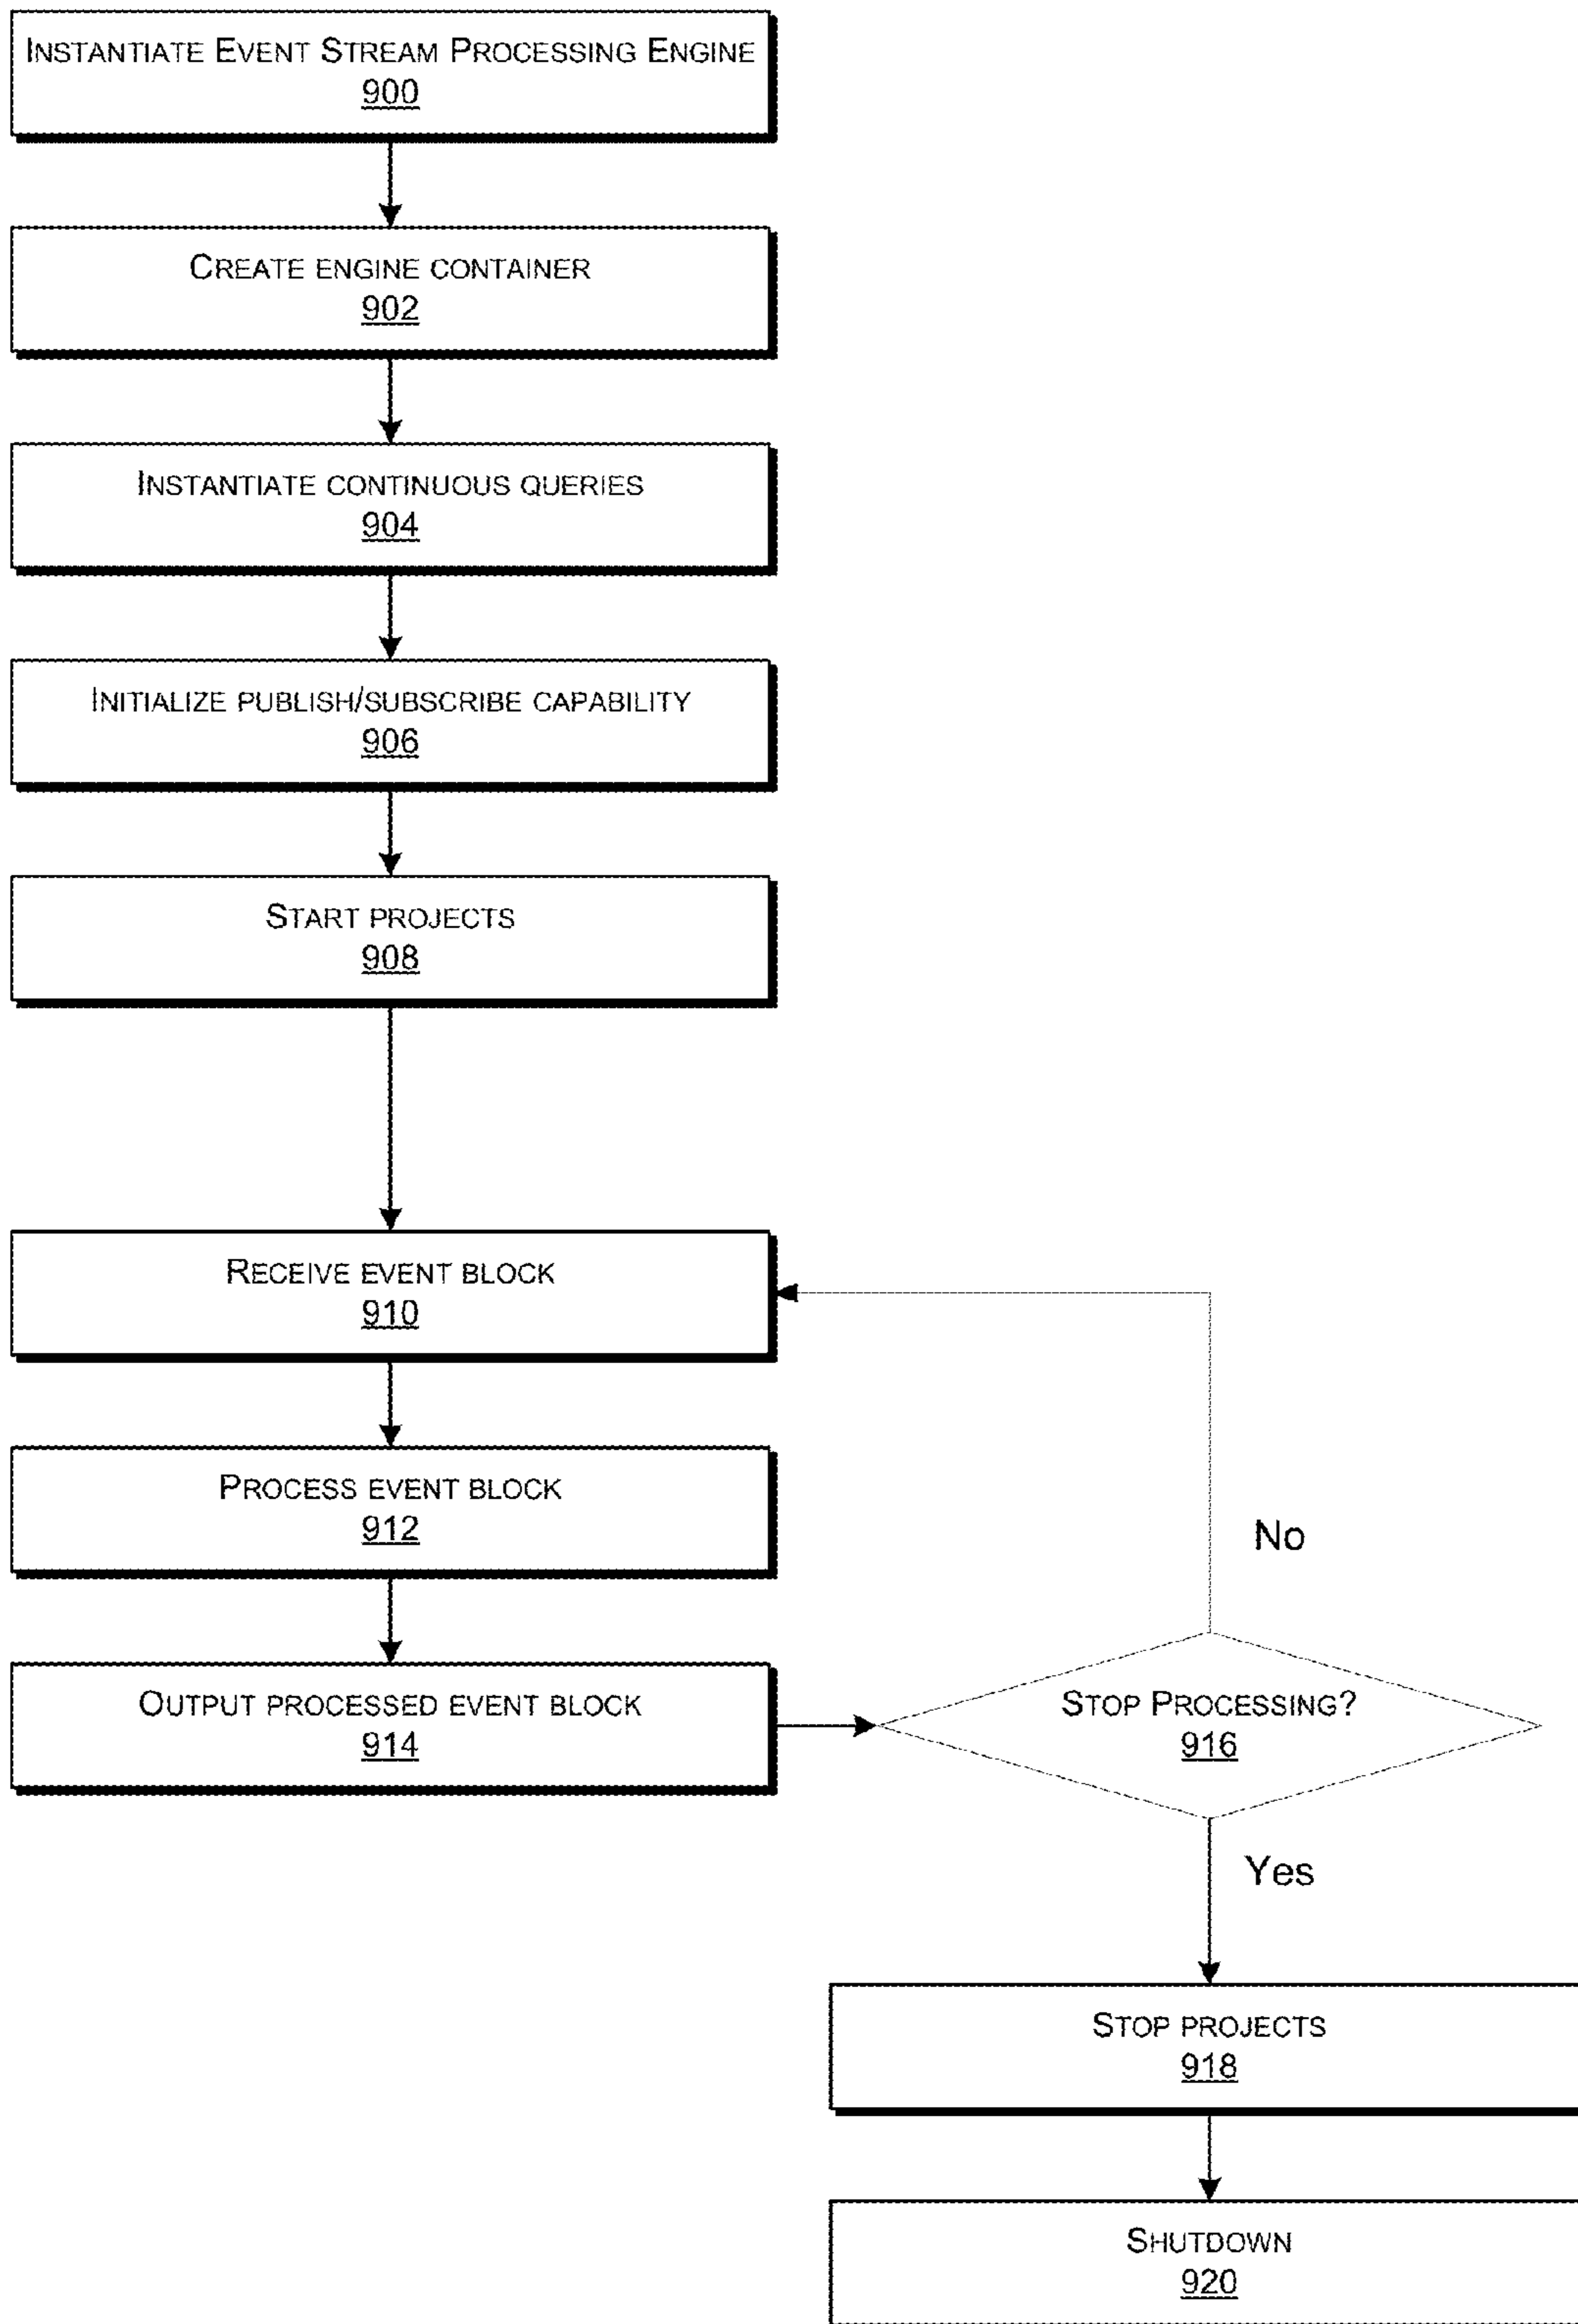 INSTANTIATE EVENT STREAM PROCESSING ENGINE
900
CREATE ENGINE CONTAINER
902
INSTANTIATE CONTINUOUS QUERIES
904
INITIALIZE PUBLISH/SUBSCRIBE CAPABILITY
906
START PROJECTS
908
RECEIVE EVENT BLOCK
910
PROCESS EVENT BLOCK
912
No
OUTPUT PROCESSED EVENT BLOCK
914
STOP PROCESSING?
916
Yes
STOP PROJECTS
918
SHUTDOWN
920